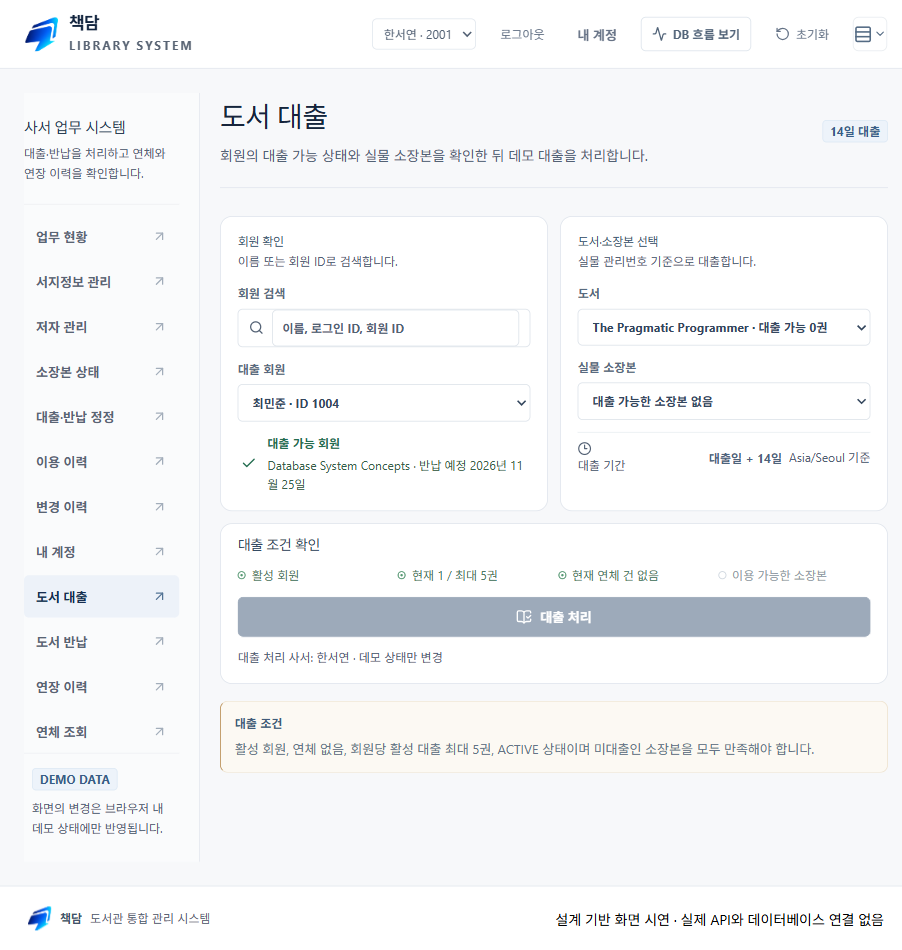 책담
LIBRARY SYSTEM
한서연 · 2001
로그아웃
내 계정
DB 흐름 보기
초기화
사서 업무 시스템
대출·반납을 처리하고 연체와
연장 이력을 확인합니다.
업무 현황
서지정보 관리
저자 관리
소장본 상태
대출·반납 정정
이용 이력
변경 이력
내 계정
도서 대출
도서 반납
연장 이력
연체 조회
DEMO DATA
화면의 변경은 브라우저 내
데모 상태에만 반영됩니다.
도서 대출
회원의 대출 가능 상태와 실물 소장본을 확인한 뒤 데모 대출을 처리합니다.
14일 대출
회원 확인
이름 또는 회원 ID로 검색합니다.
회원 검색
이름, 로그인 ID, 회원 ID
대출 회원
최민준 · ID 1004
대출 가능 회원
Database System Concepts · 반납 예정 2026년 11
월 25일
도서·소장본 선택
실물 관리번호 기준으로 대출합니다.
도서
The Pragmatic Programmer · 대출 가능 0권
실물 소장본
대출 가능한 소장본 없음
대출 기간
대출일 + 14일 Asia/Seoul 기준
대출 조건 확인
활성 회원
현재 1 / 최대 5권
현재 연체 건 없음
이용 가능한 소장본
대출 처리
대출 처리 사서: 한서연 · 데모 상태만 변경
대출 조건
활성 회원, 연체 없음, 회원당 활성 대출 최대 5권, ACTIVE 상태이며 미대출인 소장본을 모두 만족해야 합니다.
책담 도서관 통합 관리 시스템
설계 기반 화면 시연 · 실제 API와 데이터베이스 연결 없음